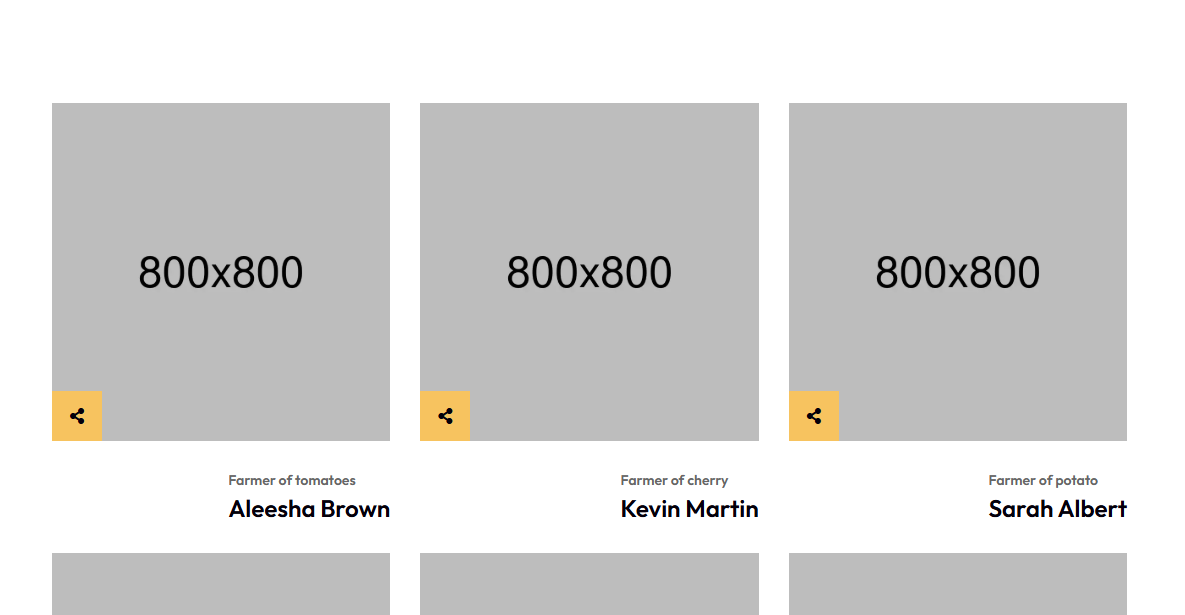 800x800
800x800
800x800
Farmer of tomatoes
Aleesha Brown
Farmer of cherry
Kevin Martin
Farmer of potato
Sarah Albert